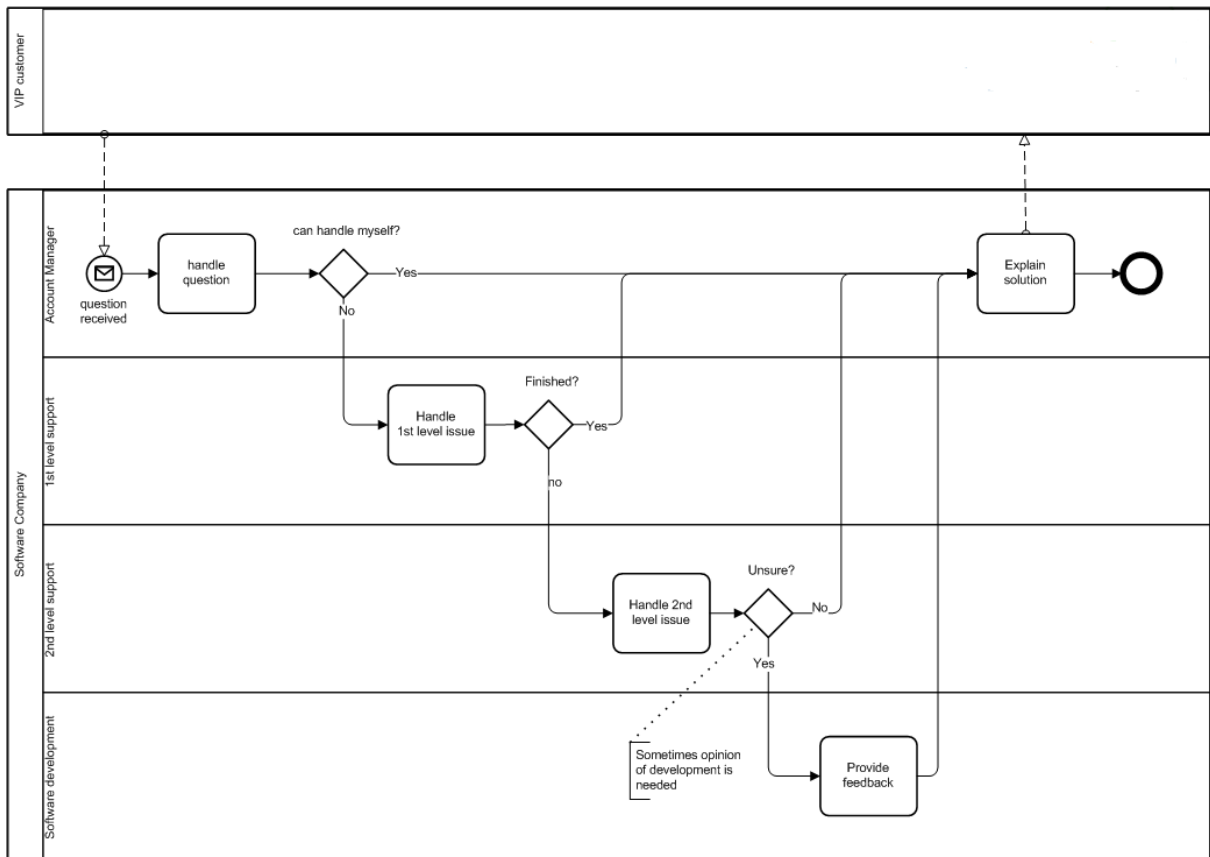 VIP customer
Software Company
Account Manager
question
received
handle
question
can handle myself?
Yes
No
Explain
solution
1st level support
Handle
1st level issue
Finished?
Yes
no
2nd level support
Handle 2nd
level issue
Unsure?
No
Yes
Software development
Sometimes opinion
of development is
needed
Provide
feedback